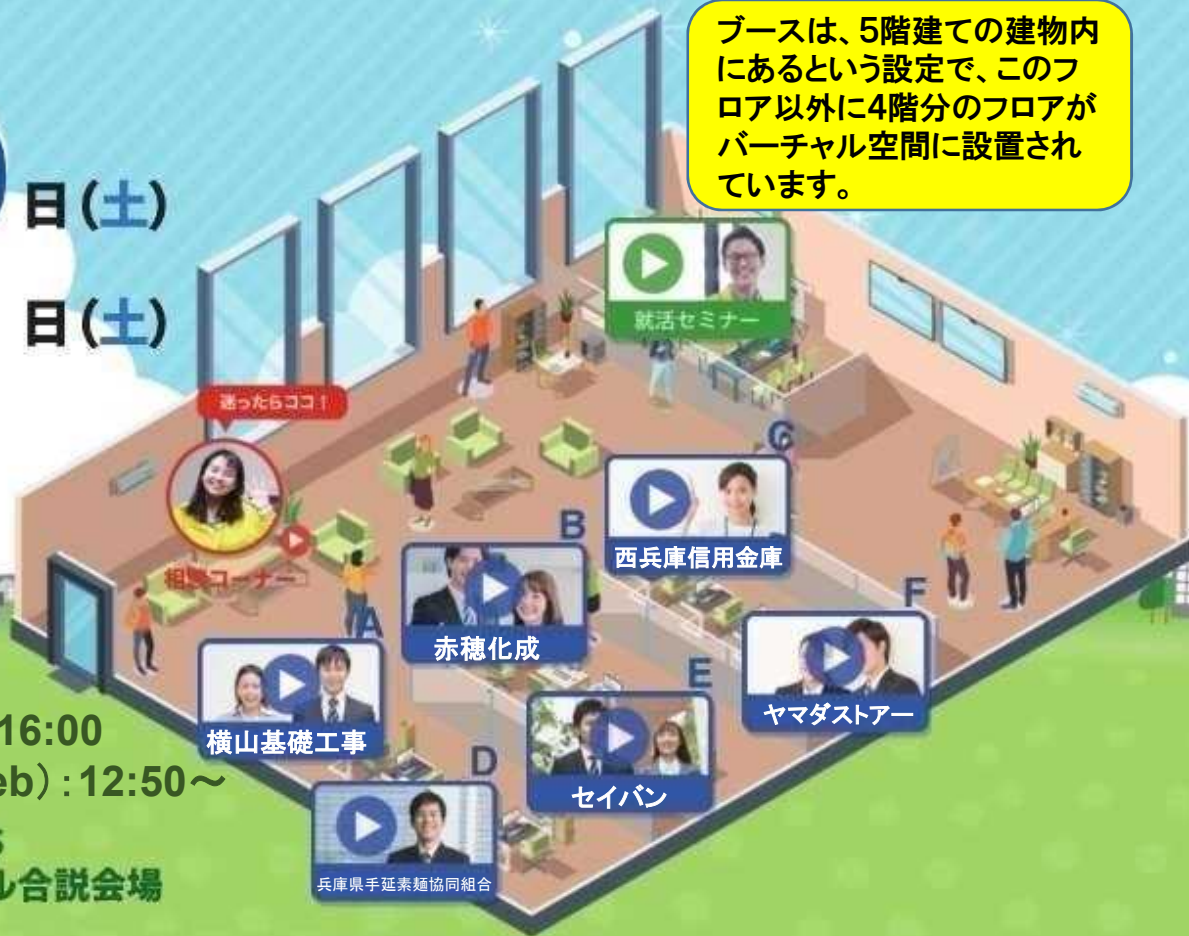 ブースは、5階建ての建物内
にあるという設定で、このフ
ロア以外に4階分のフロアが
バーチャル空間に設置され
ています。
日(土)
日(土)
就活セミナー
迷ったらココ!
相談コーナー
C
西兵庫信用金庫
B
赤穂化成
A
横山基礎工事
F
ヤマダストアー
E
セイバン
D
兵庫県手延素麺協同組合
16:00
eb):12:50~
ル合説会場